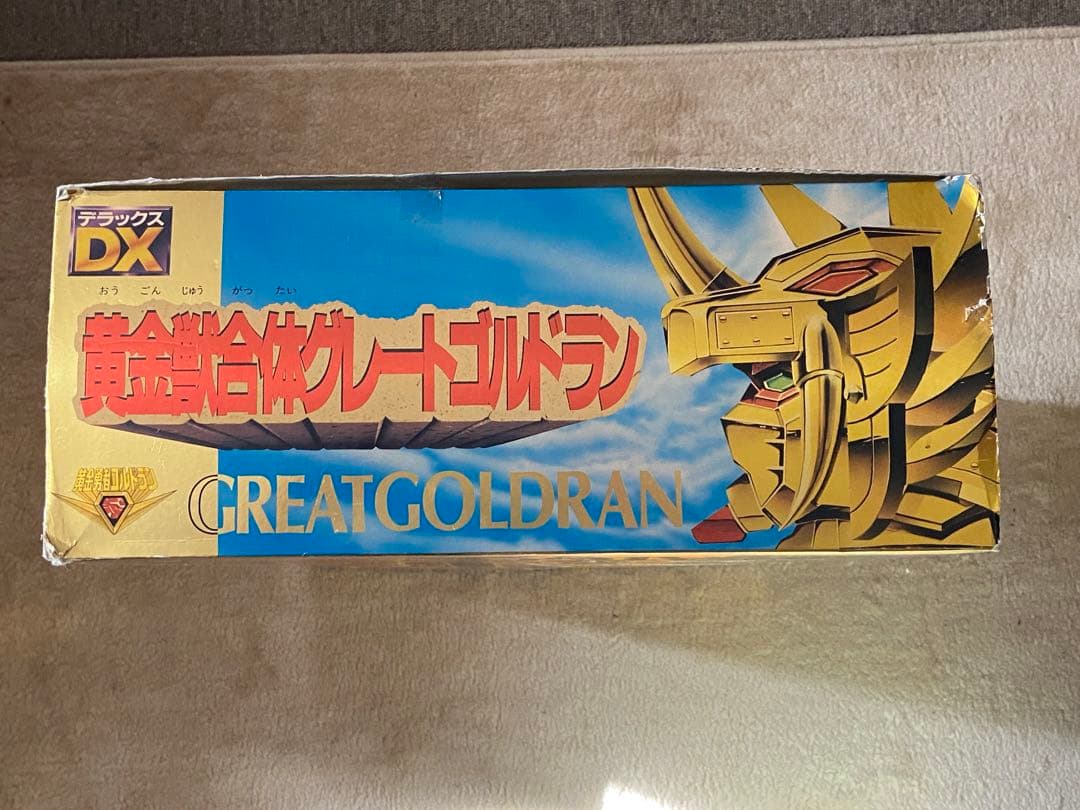 デラックス
DX
おう ごん じゅう がっ たい
黄金獣合体グレートゴルドラン
黄金勇者ゴルドラン
GREATGOLDRAN